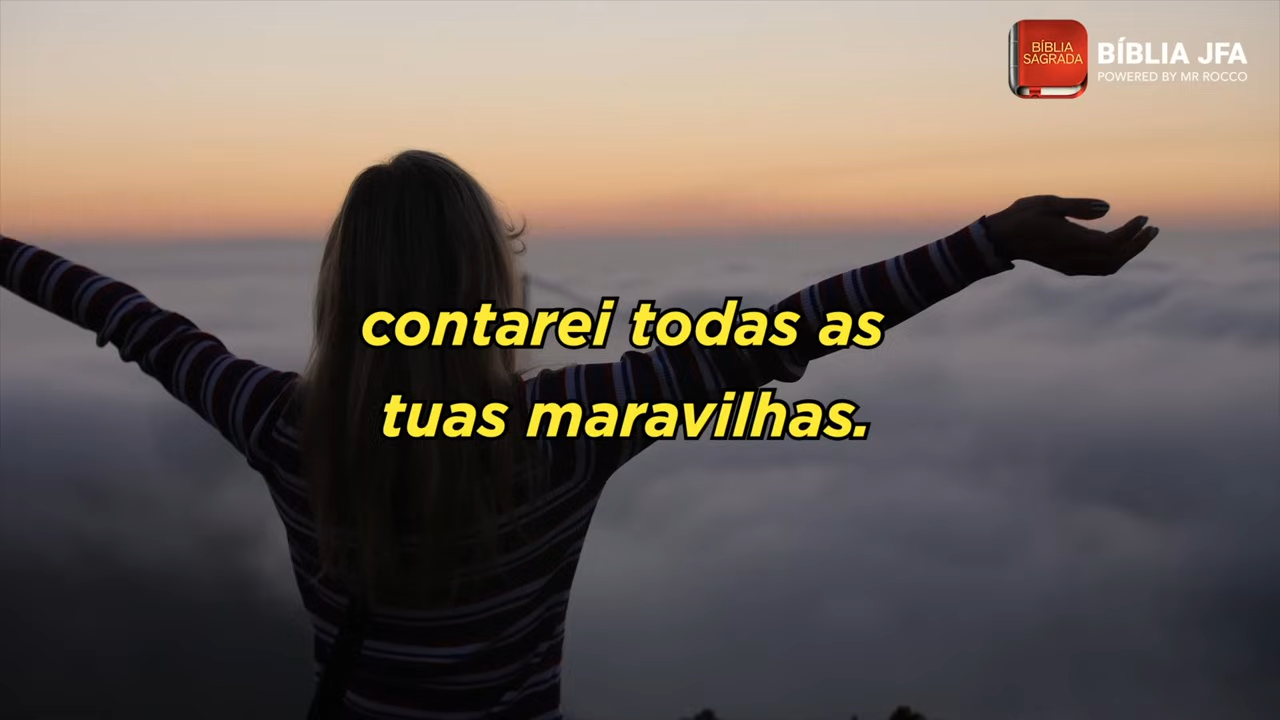 BÍBLIA
SAGRADA
BÍBLIA JFA
POWERED BY MR ROCCO
contarei todas as
tuas maravilhas.